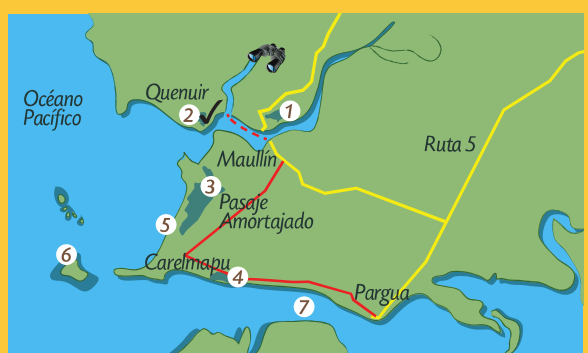 Quenuir
2
1
Océano
Pacífico
Ruta 5
Maullín
3
Pasaje
Amortajado
5
6
Carelmapu
4
Pargua
7